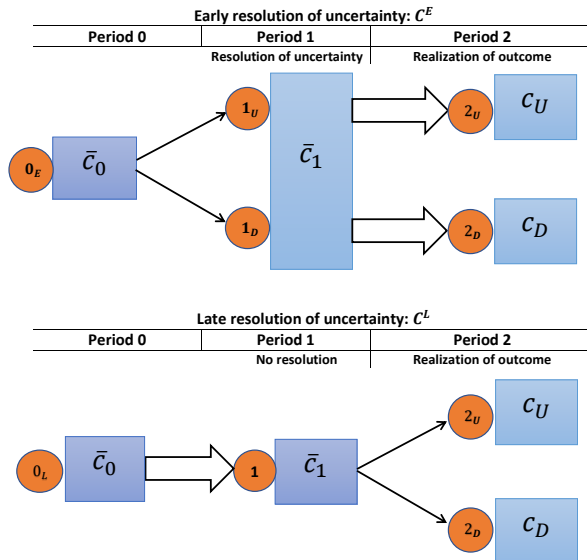 Early resolution of uncertainty: C^E
Period 0 Period 1 Period 2
Resolution of uncertainty Realization of outcome
1_U 2_U c_U
0_E c̄_0 c̄_1
1_D 2_D c_D
Late resolution of uncertainty: C^L
Period 0 Period 1 Period 2
No resolution Realization of outcome
2_U c_U
0_L c̄_0 1 c̄_1
2_D c_D